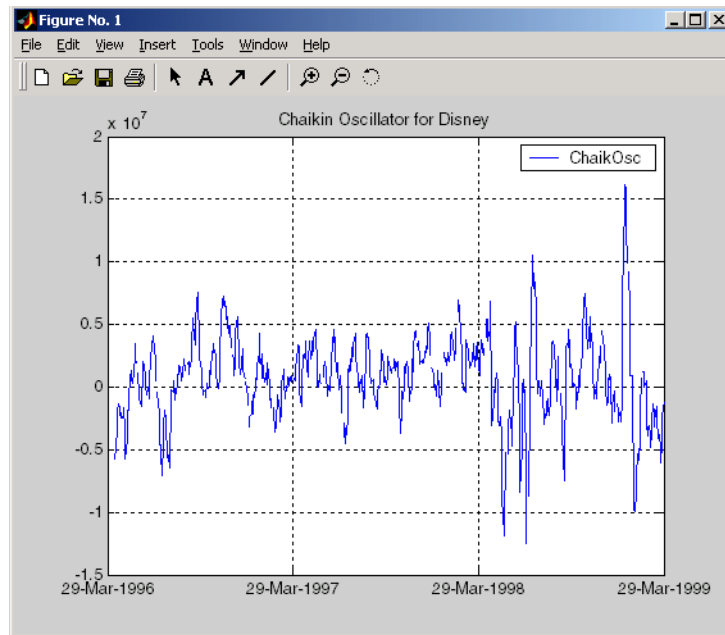 Figure No. 1
File Edit View Insert Tools Window Help
A
x 10^7
Chaikin Oscillator for Disney
ChaikOsc
2
1.5
1
0.5
0
-0.5
-1
-1.5
29-Mar-1996 29-Mar-1997 29-Mar-1998 29-Mar-1999